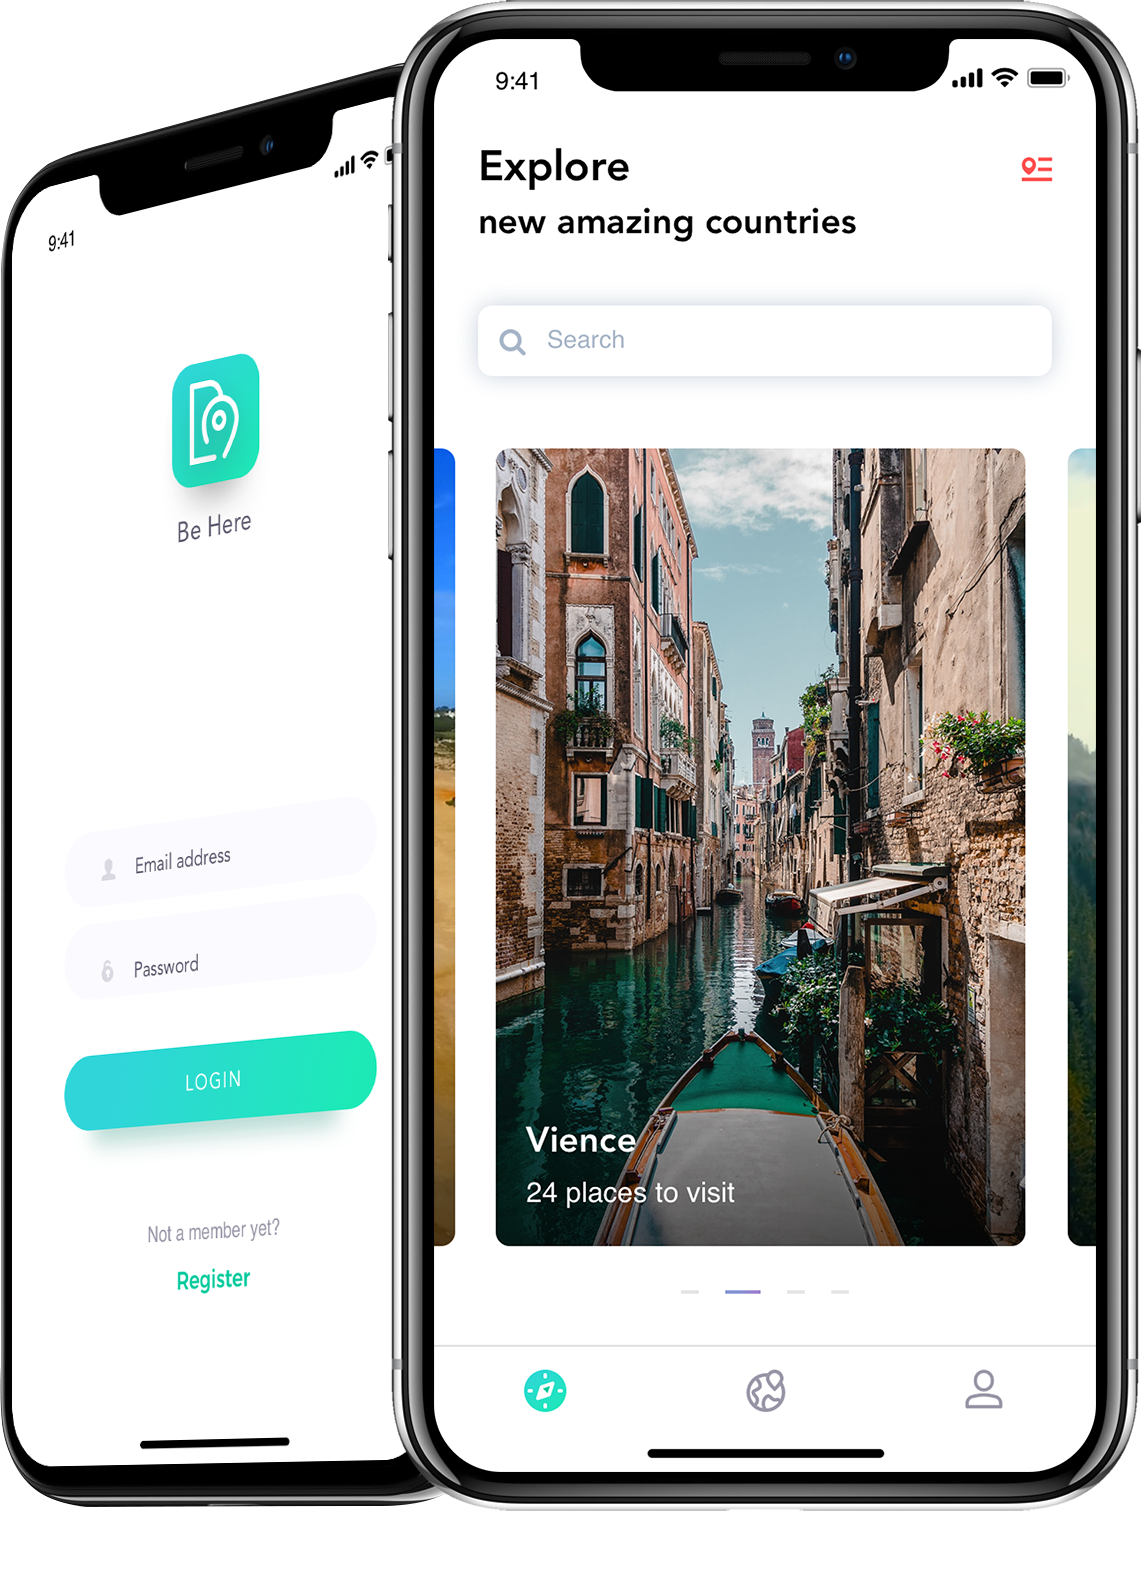 9:41
Be Here
Email address
Password
LOGIN
Not a member yet?
Register
9:41
Explore
new amazing countries
Search
Vience
24 places to visit